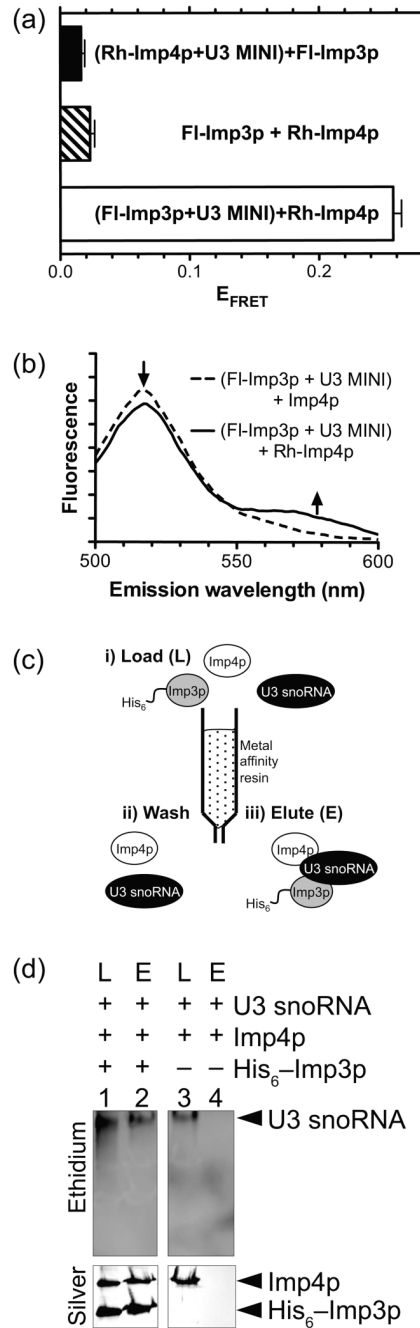 (a)
(Rh-Imp4p+U3 MINI)+Fl-Imp3p
Fl-Imp3p + Rh-Imp4p
(Fl-Imp3p+U3 MINI)+Rh-Imp4p
0.0 0.1 0.2
E_FRET
(b)
(Fl-Imp3p + U3 MINI)
+ Imp4p
(Fl-Imp3p + U3 MINI)
+ Rh-Imp4p
Fluorescence
500 550 600
Emission wavelength (nm)
(c)
i) Load (L)
Imp4p
His₆ Imp3p
U3 snoRNA
Metal
affinity
resin
ii) Wash
Imp4p
U3 snoRNA
iii) Elute (E)
Imp4p
U3 snoRNA
His₆ Imp3p
(d)
L E L E
+ + + + U3 snoRNA
+ + + + Imp4p
+ + – – His₆–Imp3p
1 2 3 4
Ethidium
U3 snoRNA
Silver
Imp4p
His₆–Imp3p